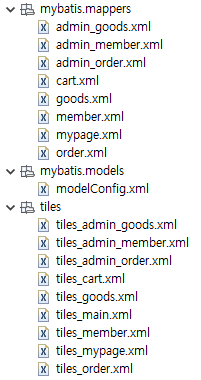 mybatis.mappers
admin_goods.xml
admin_member.xml
admin_order.xml
cart.xml
goods.xml
member.xml
mypage.xml
order.xml
mybatis.models
modelConfig.xml
tiles
tiles_admin_goods.xml
tiles_admin_member.xml
tiles_admin_order.xml
tiles_cart.xml
tiles_goods.xml
tiles_main.xml
tiles_member.xml
tiles_mypage.xml
tiles_order.xml